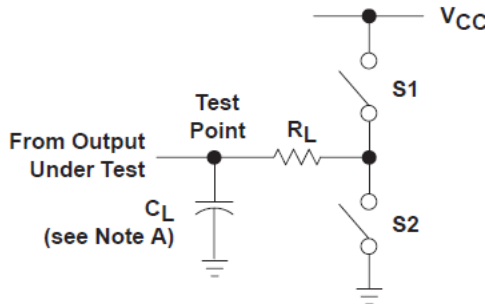 VCC
S1
Test
Point
RL
From Output
Under Test
CL
(see Note A)
S2